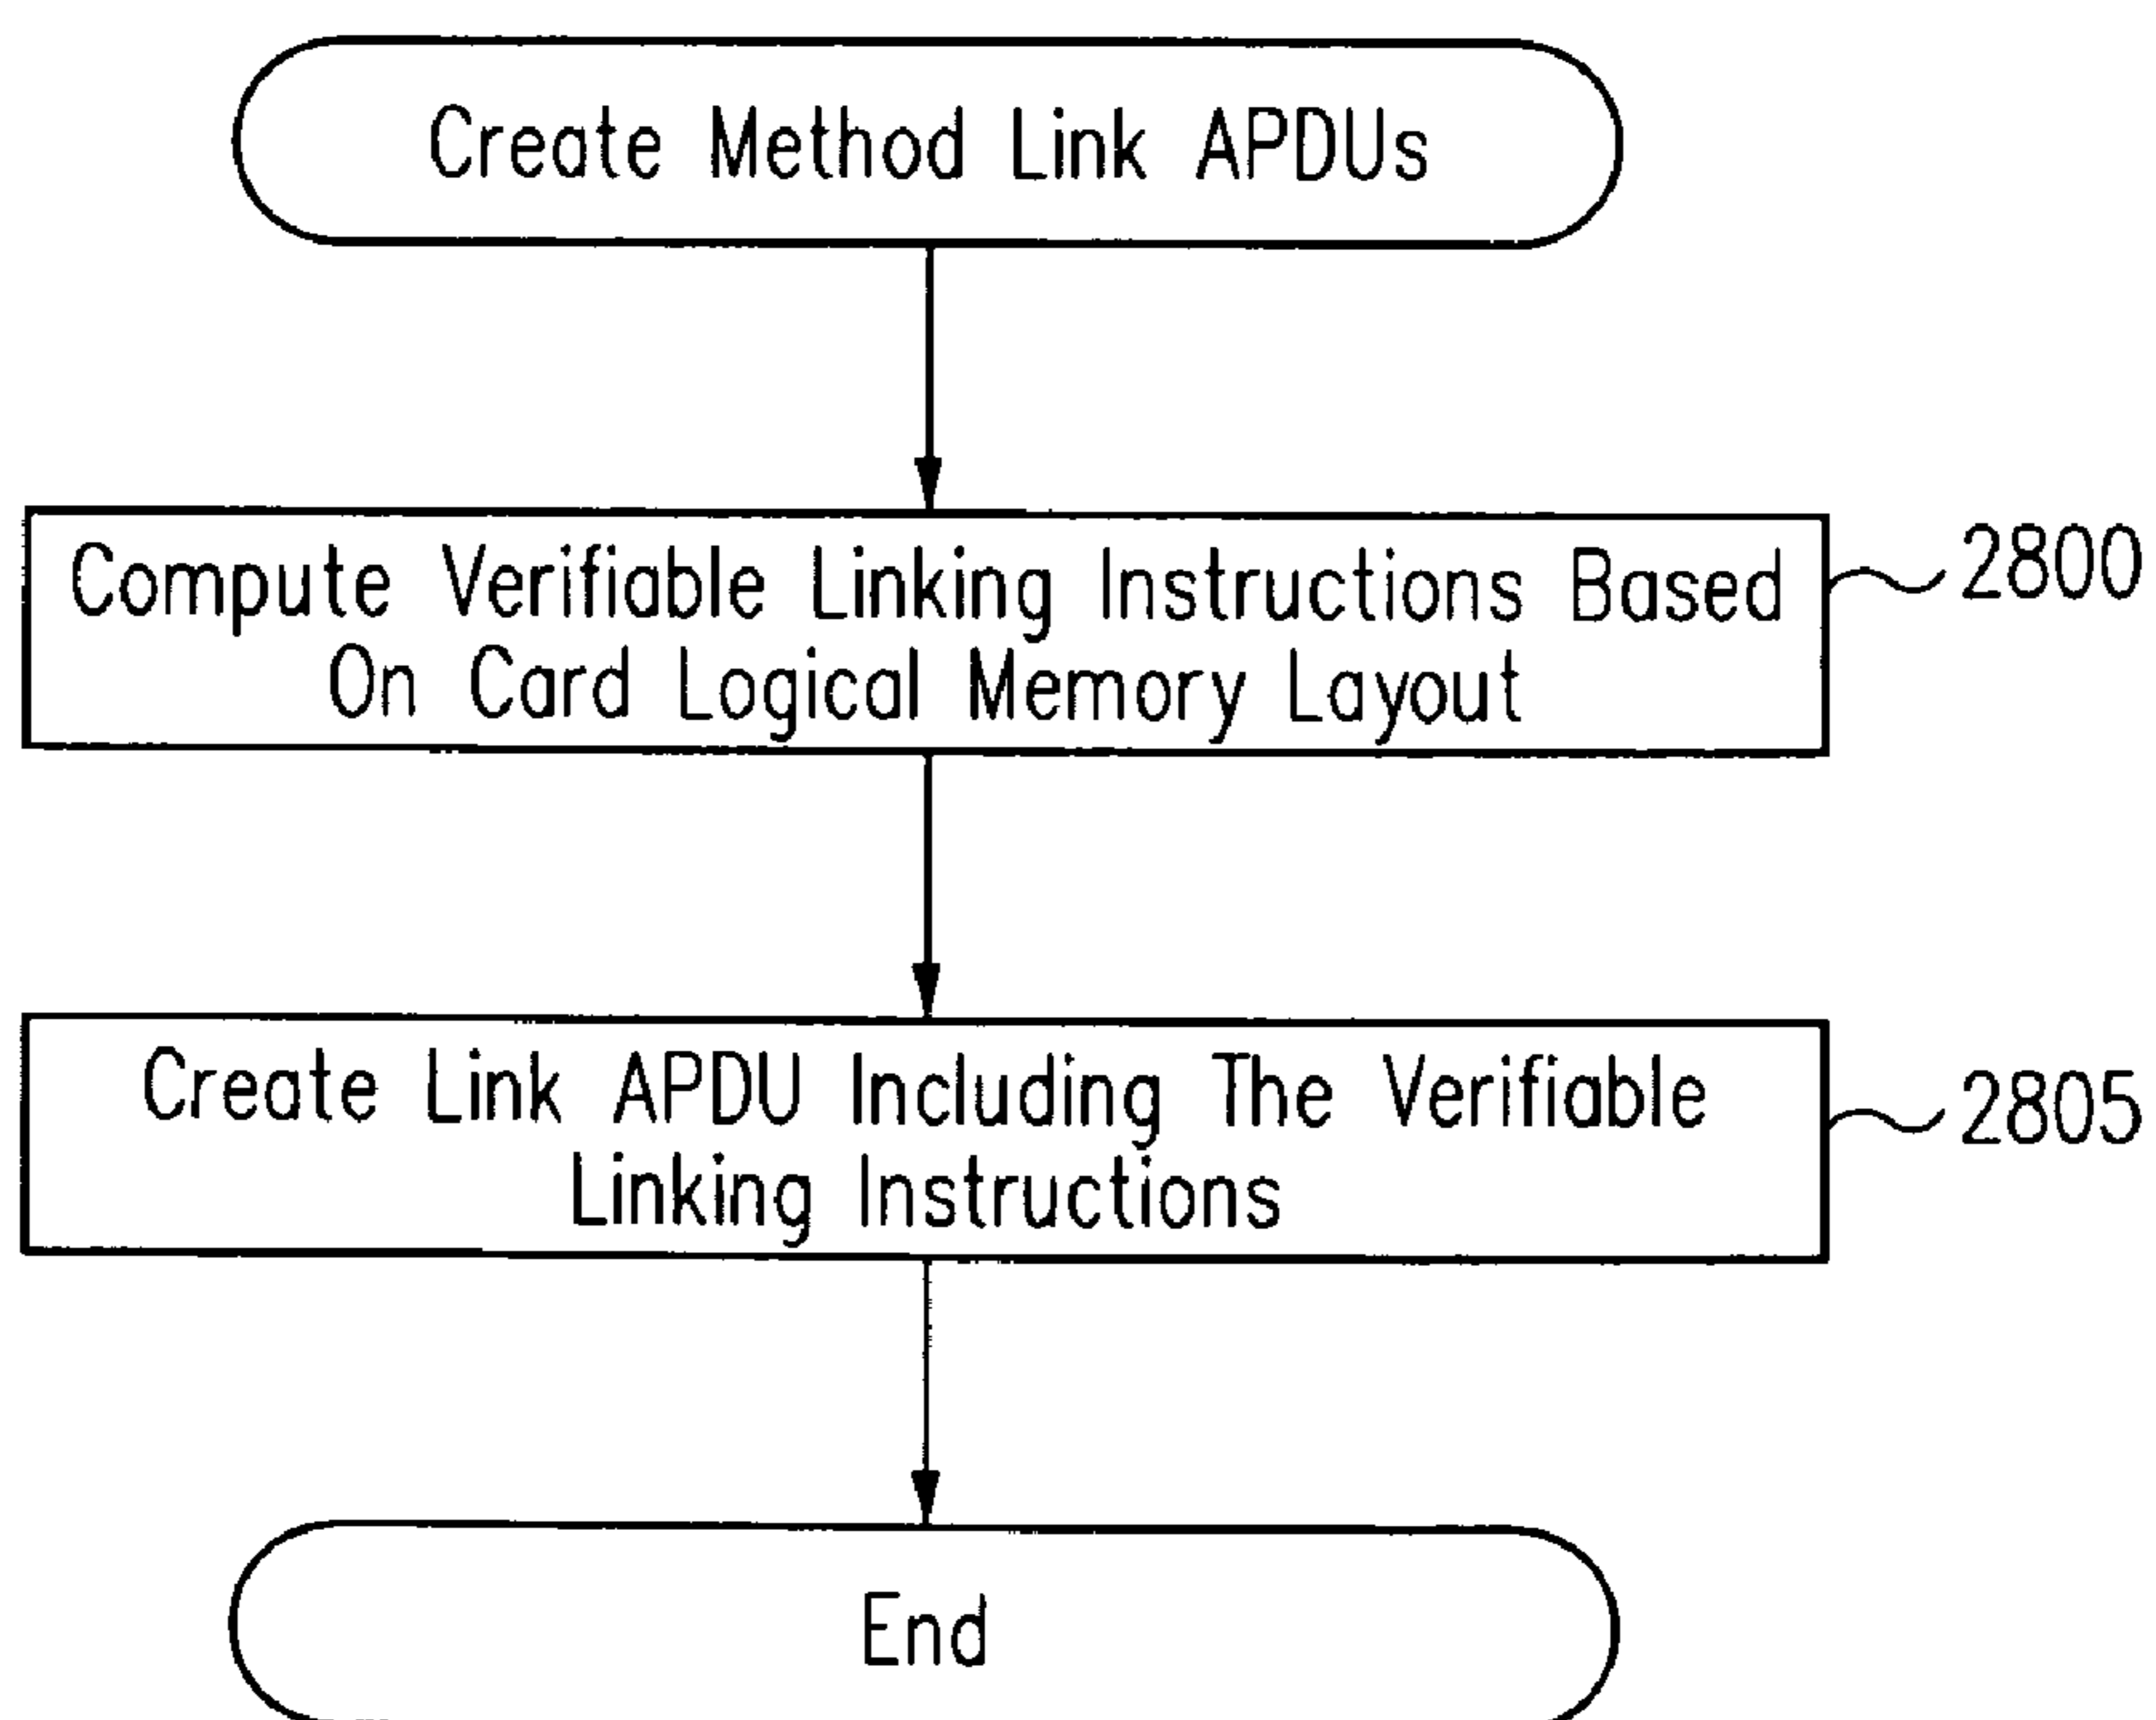 Create Method Link APDUs
Compute Verifiable Linking Instructions Based
On Card Logical Memory Layout
2800
Create Link APDU Including The Verifiable
Linking Instructions
2805
End